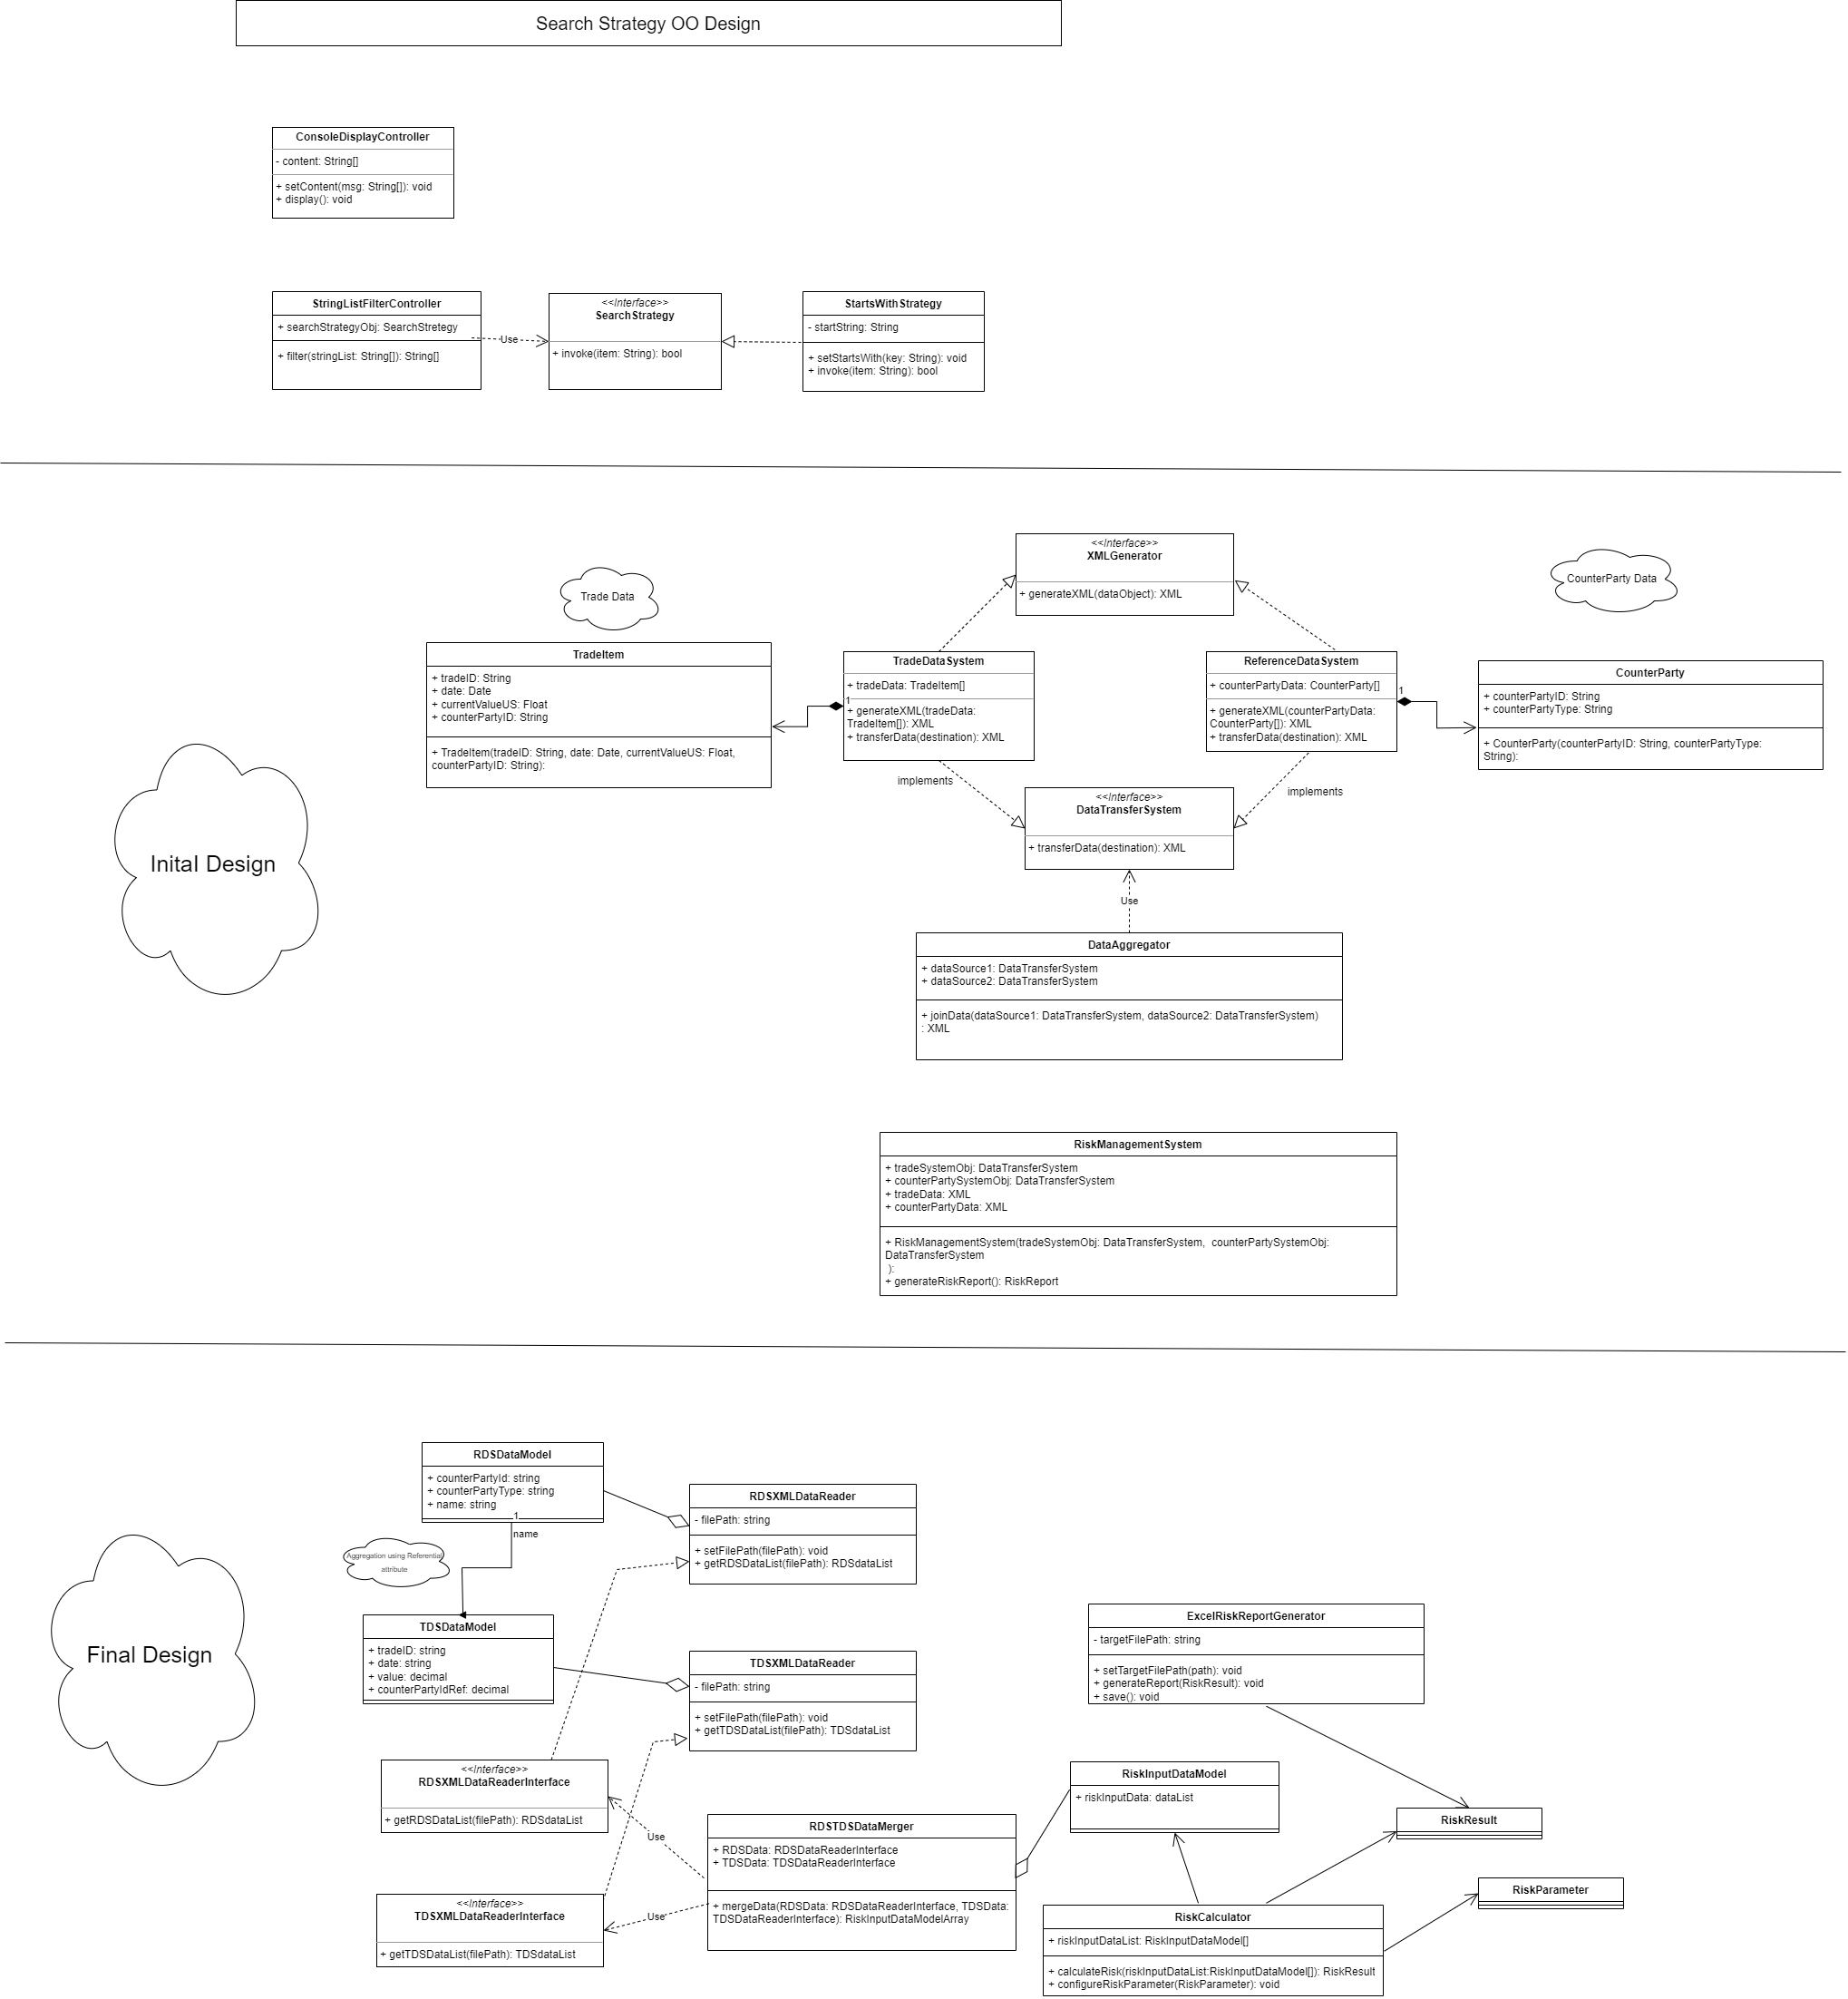 Search Strategy OO Design
ConsoleDisplayController
- content: String[]
+ setContent(msg: String[]): void
+ display(): void
StringListFilterController
+ searchStrategyObj: SearchStretegy
+ filter(stringList: String[]): String[]
Use
<<Interface>>
SearchStrategy
+ invoke(item: String): bool
StartsWithStrategy
- startString: String
+ setStartsWith(key: String): void
+ invoke(item: String): bool
Inital Design
Trade Data
CounterParty Data
<<Interface>>
XMLGenerator
+ generateXML(dataObject): XML
TradeItem
+ tradeID: String
+ date: Date
+ currentValueUS: Float
+ counterPartyID: String
+ TradeItem(tradeID: String, date: Date, currentValueUS: Float,
counterPartyID: String):
TradeDataSystem
+ tradeData: TradeItem[]
1
+ generateXML(tradeData:
TradeItem[]): XML
+ transferData(destination): XML
ReferenceDataSystem
+ counterPartyData: CounterParty[]
1
+ generateXML(counterPartyData:
CounterParty[]): XML
+ transferData(destination): XML
CounterParty
+ counterPartyID: String
+ counterPartyType: String
+ CounterParty(counterPartyID: String, counterPartyType:
String):
implements
implements
<<Interface>>
DataTransferSystem
+ transferData(destination): XML
Use
DataAggregator
+ dataSource1: DataTransferSystem
+ dataSource2: DataTransferSystem
+ joinData(dataSource1: DataTransferSystem, dataSource2: DataTransferSystem)
: XML
RiskManagementSystem
+ tradeSystemObj: DataTransferSystem
+ counterPartySystemObj: DataTransferSystem
+ tradeData: XML
+ counterPartyData: XML
+ RiskManagementSystem(tradeSystemObj: DataTransferSystem,  counterPartySystemObj:
DataTransferSystem
):
+ generateRiskReport(): RiskReport
Final Design
RDSDataModel
+ counterPartyId: string
+ counterPartyType: string
+ name: string
1
name
Aggregation using Referential
attribute
RDSXMLDataReader
- filePath: string
+ setFilePath(filePath): void
+ getRDSDataList(filePath): RDSdataList
TDSDataModel
+ tradeID: string
+ date: string
+ value: decimal
+ counterPartyIdRef: decimal
TDSXMLDataReader
- filePath: string
+ setFilePath(filePath): void
+ getTDSDataList(filePath): TDSdataList
ExcelRiskReportGenerator
- targetFilePath: string
+ setTargetFilePath(path): void
+ generateReport(RiskResult): void
+ save(): void
<<Interface>>
RDSXMLDataReaderInterface
+ getRDSDataList(filePath): RDSdataList
Use
RDSTDSDataMerger
+ RDSData: RDSDataReaderInterface
+ TDSData: TDSDataReaderInterface
+ mergeData(RDSData: RDSDataReaderInterface, TDSData:
TDSDataReaderInterface): RiskInputDataModelArray
RiskInputDataModel
+ riskInputData: dataList
RiskResult
RiskParameter
<<Interface>>
TDSXMLDataReaderInterface
+ getTDSDataList(filePath): TDSdataList
Use
RiskCalculator
+ riskInputDataList: RiskInputDataModel[]
+ calculateRisk(riskInputDataList:RiskInputDataModel[]): RiskResult
+ configureRiskParameter(RiskParameter): void